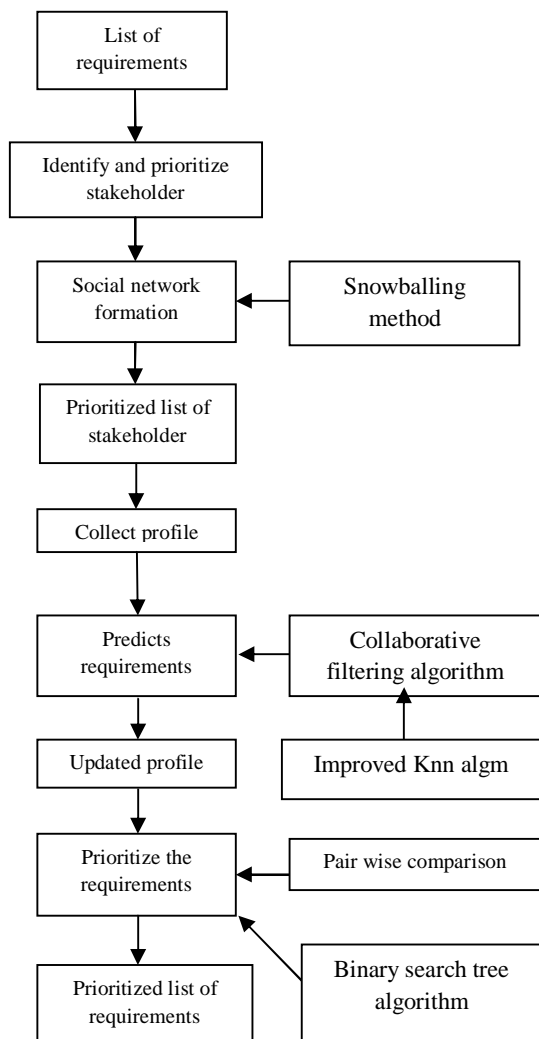 List of
requirements
Identify and prioritize
stakeholder
Social network
formation
Snowballing
method
Prioritized list of
stakeholder
Collect profile
Predicts
requirements
Collaborative
filtering algorithm
Updated profile
Improved Knn algm
Prioritize the
requirements
Pair wise comparison
Binary search tree
algorithm
Prioritized list of
requirements